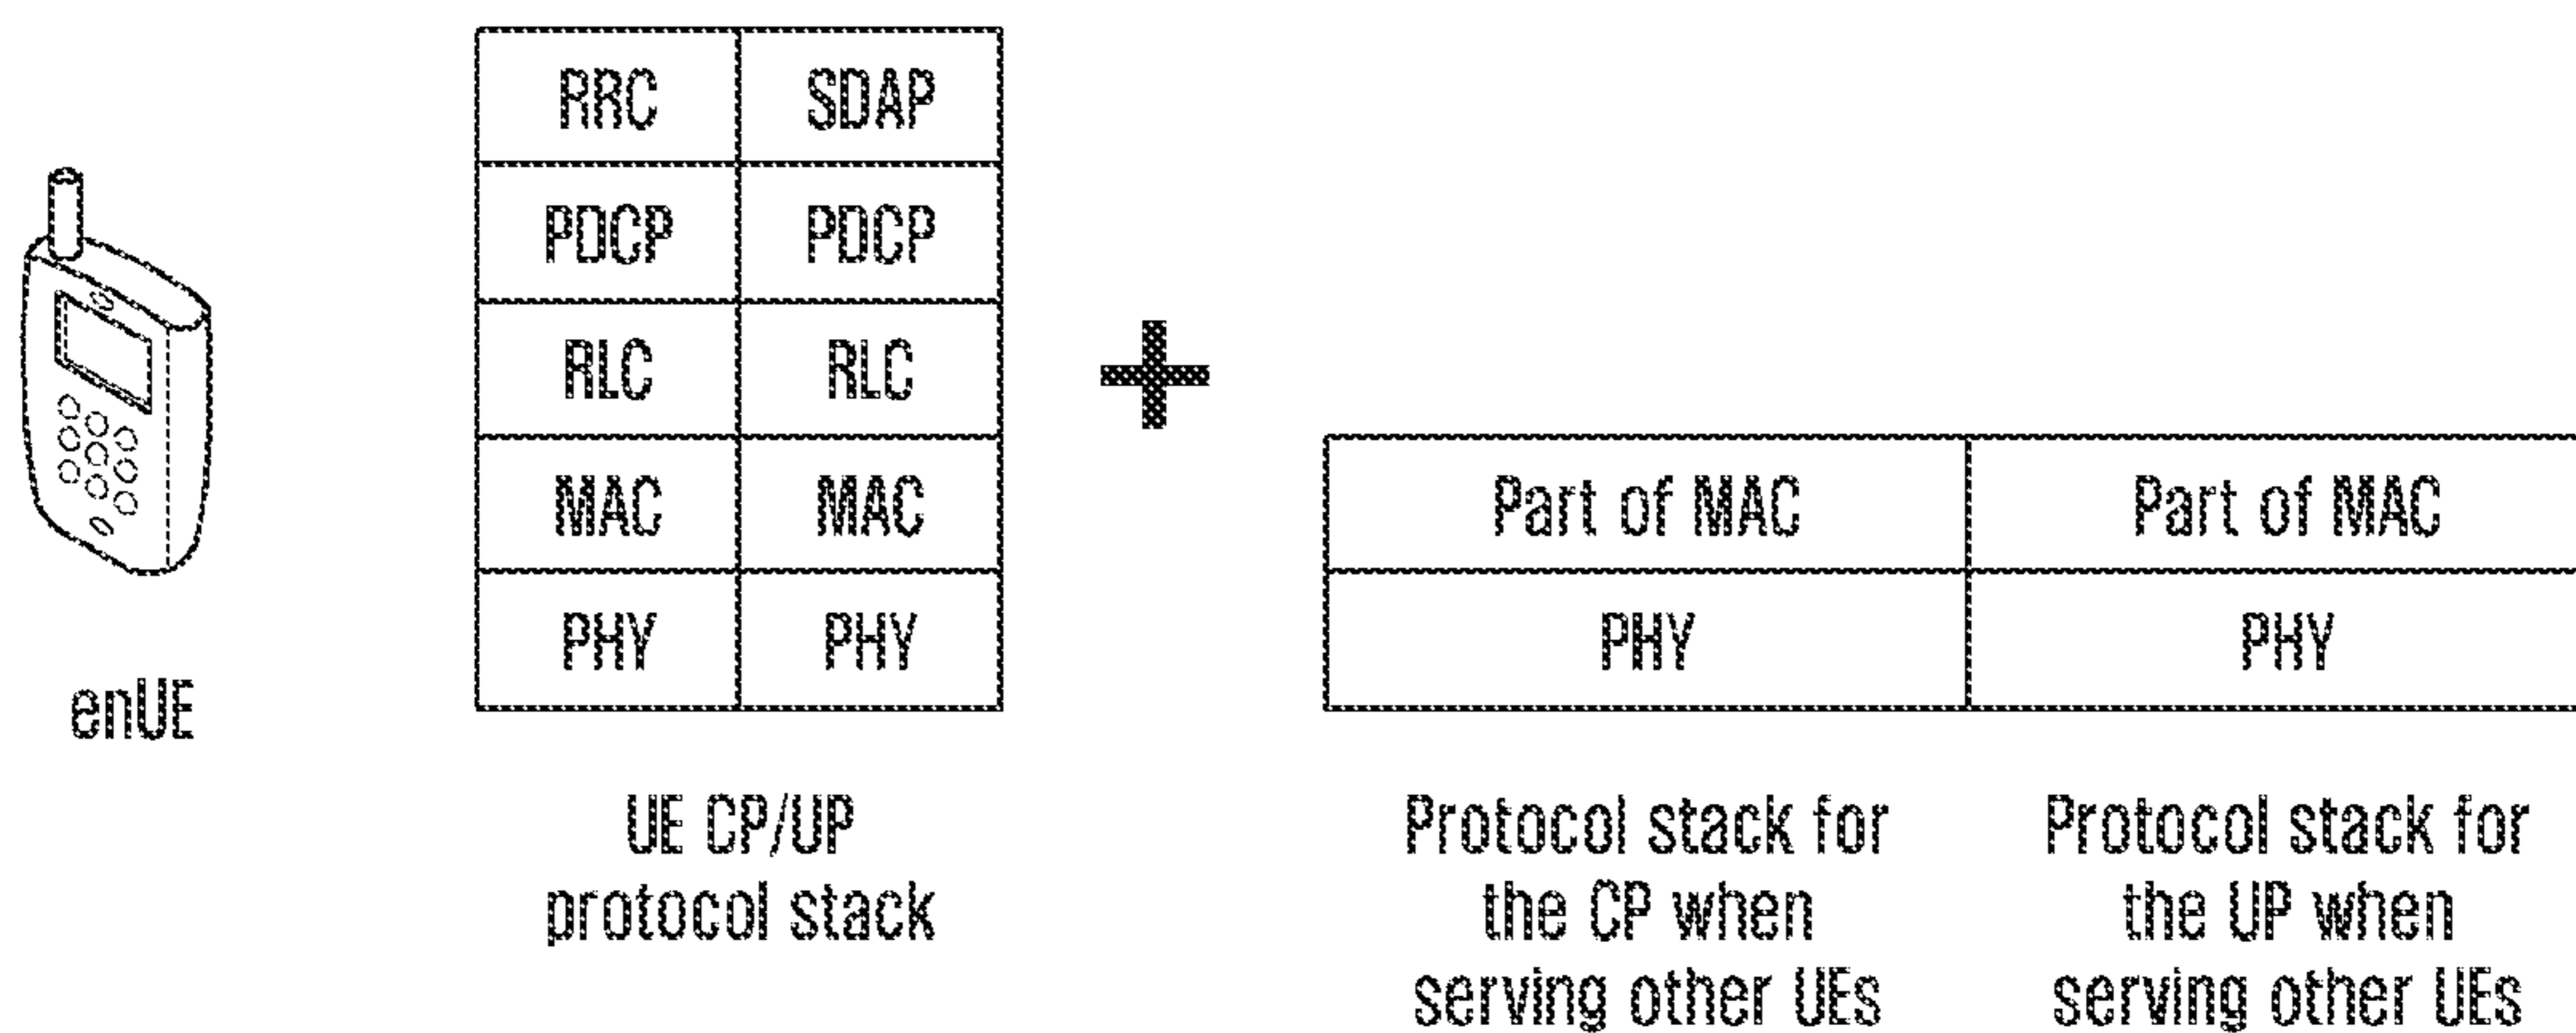 RRC SDAP
PDCP PDCP
RLC RLC
MAC MAC
PHY PHY
enUE
UE CP/UP
protocol stack
+
Part of MAC Part of MAC
PHY PHY
Protocol stack for
the CP when
serving other UEs
Protocol stack for
the UP when
serving other UEs